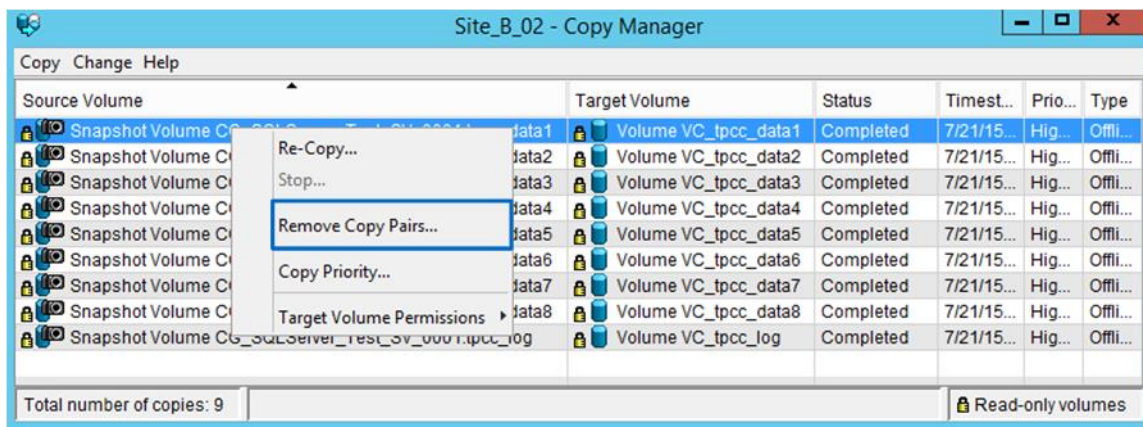 Site_B_02 - Copy Manager
Copy Change Help
Source Volume Target Volume Status Timest... Prio... Type
Snapshot Volume data1 Volume VC_tpcc_data1 Completed 7/21/15... Hig... Offli...
Snapshot Volume C data2 Volume VC_tpcc_data2 Completed 7/21/15... Hig... Offli...
Snapshot Volume C data3 Volume VC_tpcc_data3 Completed 7/21/15... Hig... Offli...
Snapshot Volume C data4 Volume VC_tpcc_data4 Completed 7/21/15... Hig... Offli...
Snapshot Volume C data5 Volume VC_tpcc_data5 Completed 7/21/15... Hig... Offli...
Snapshot Volume C data6 Volume VC_tpcc_data6 Completed 7/21/15... Hig... Offli...
Snapshot Volume C data7 Volume VC_tpcc_data7 Completed 7/21/15... Hig... Offli...
Snapshot Volume C data8 Volume VC_tpcc_data8 Completed 7/21/15... Hig... Offli...
Snapshot Volume CG_SQLServer_Test_SV_0001.tpcc_log Volume VC_tpcc_log Completed 7/21/15... Hig... Offli...
Re-Copy...
Stop...
Remove Copy Pairs...
Copy Priority...
Target Volume Permissions
Total number of copies: 9 Read-only volumes